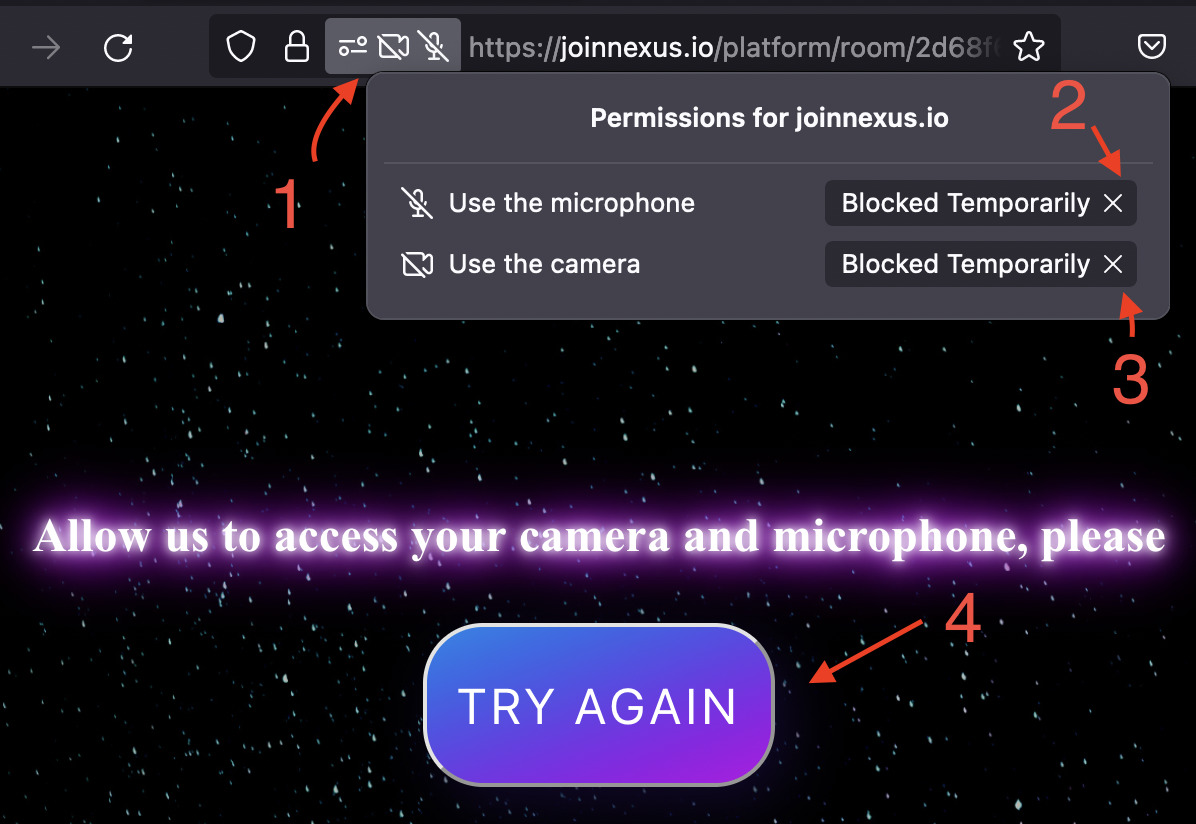 https://joinnexus.io/platform/room/2d68f
Permissions for joinnexus.io
2
1
Use the microphone Blocked Temporarily
Use the camera Blocked Temporarily
3
Allow us to access your camera and microphone, please
4
TRY AGAIN